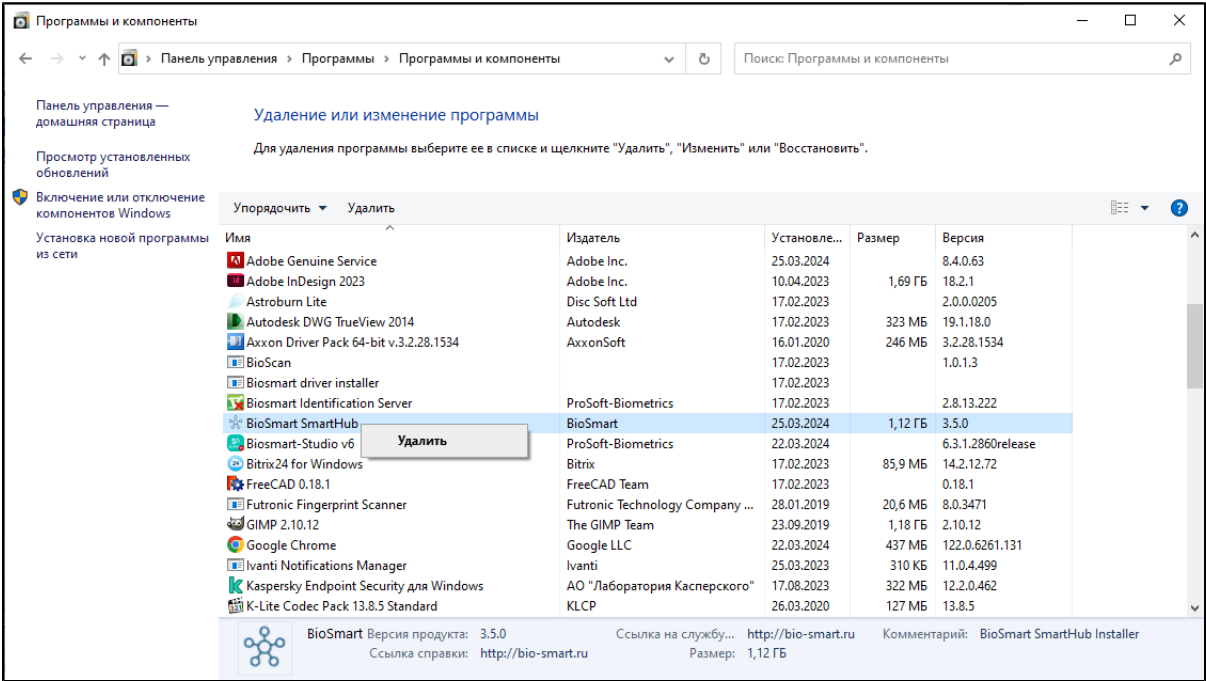 Программы и компоненты
Панель управления › Программы › Программы и компоненты
Поиск: Программы и компоненты
Панель управления —
домашняя страница
Просмотр установленных
обновлений
Включение или отключение
компонентов Windows
Установка новой программы
из сети
Удаление или изменение программы
Для удаления программы выберите ее в списке и щелкните "Удалить", "Изменить" или "Восстановить".
Упорядочить Удалить
Имя Издатель Установле... Размер Версия
Adobe Genuine Service Adobe Inc. 25.03.2024 8.4.0.63
Adobe InDesign 2023 Adobe Inc. 10.04.2023 1,69 ГБ 18.2.1
Astroburn Lite Disc Soft Ltd 17.02.2023 2.0.0.0205
Autodesk DWG TrueView 2014 Autodesk 17.02.2023 323 МБ 19.1.18.0
Axxon Driver Pack 64-bit v.3.2.28.1534 AxxonSoft 16.01.2020 246 МБ 3.2.28.1534
BioScan 17.02.2023 1.0.1.3
Biosmart driver installer 17.02.2023
Biosmart Identification Server ProSoft-Biometrics 17.02.2023 2.8.13.222
BioSmart SmartHub BioSmart 25.03.2024 1,12 ГБ 3.5.0
Удалить
Biosmart-Studio v6 ProSoft-Biometrics 22.03.2024 6.3.1.2860release
Bitrix24 for Windows Bitrix 17.02.2023 85,9 МБ 14.2.12.72
FreeCAD 0.18.1 FreeCAD Team 17.02.2023 0.18.1
Futronic Fingerprint Scanner Futronic Technology Company ... 28.01.2019 20,6 МБ 8.0.3471
GIMP 2.10.12 The GIMP Team 23.09.2019 1,18 ГБ 2.10.12
Google Chrome Google LLC 22.03.2024 437 МБ 122.0.6261.131
Ivanti Notifications Manager Ivanti 25.03.2023 310 КБ 11.0.4.499
Kaspersky Endpoint Security для Windows АО "Лаборатория Касперского" 17.08.2023 322 МБ 12.2.0.462
K-Lite Codec Pack 13.8.5 Standard KLCP 26.03.2020 127 МБ 13.8.5
BioSmart Версия продукта: 3.5.0 Ссылка на службу... http://bio-smart.ru Комментарий: BioSmart SmartHub Installer
Ссылка справки: http://bio-smart.ru Размер: 1,12 ГБ